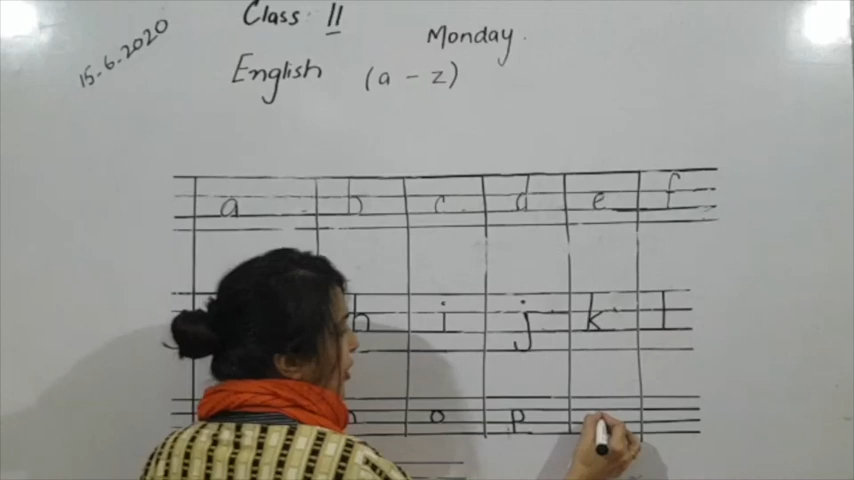 Class II
15.6.2020
Monday.
English (a - z)
a b c d e f
h i j k l
n o p